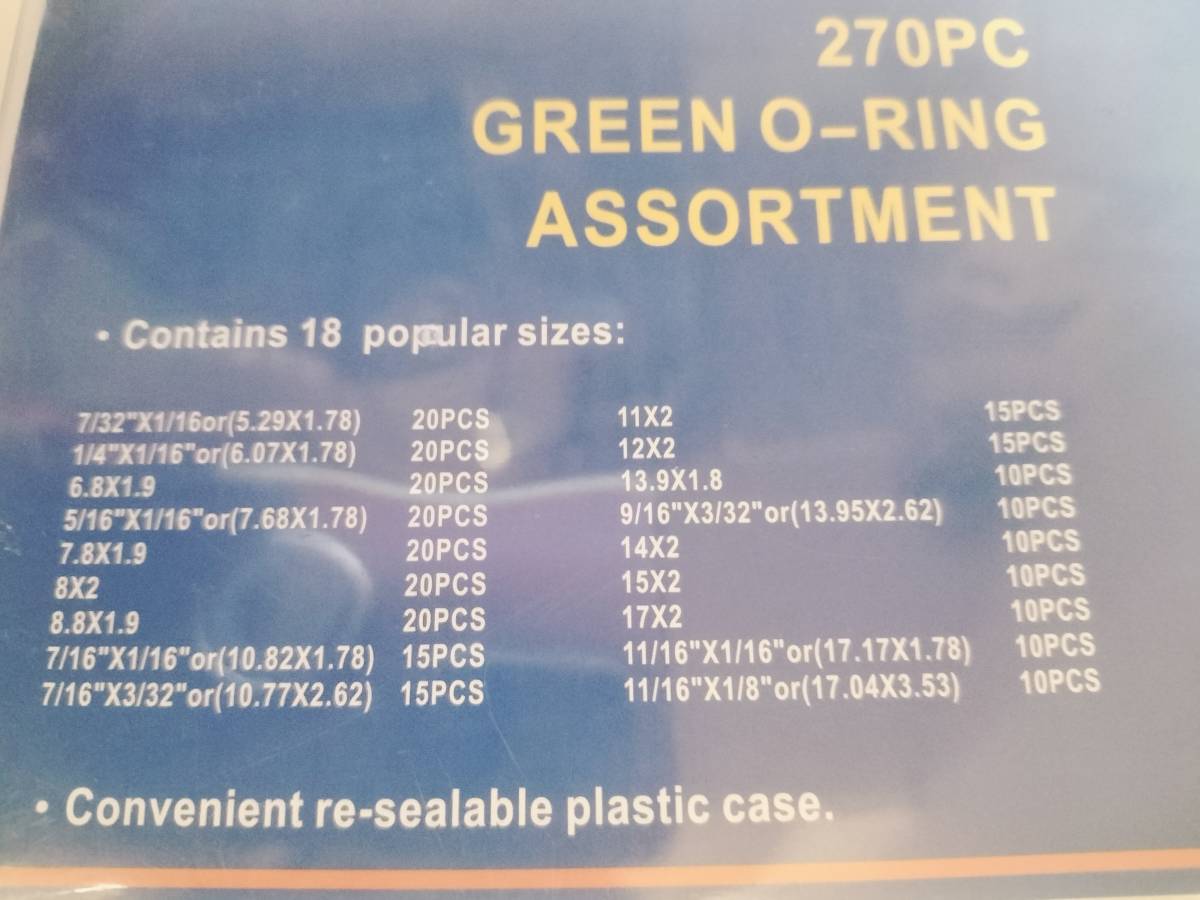 270PC
GREEN O-RING
ASSORTMENT
• Contains 18 popular sizes:
7/32"X1/16or(5.29X1.78) 20PCS 11X2 15PCS
1/4"X1/16"or(6.07X1.78) 20PCS 12X2 15PCS
6.8X1.9 20PCS 13.9X1.8 10PCS
5/16"X1/16"or(7.68X1.78) 20PCS 9/16"X3/32"or(13.95X2.62) 10PCS
7.8X1.9 20PCS 14X2 10PCS
8X2 20PCS 15X2 10PCS
8.8X1.9 20PCS 17X2 10PCS
7/16"X1/16"or(10.82X1.78) 15PCS 11/16"X1/16"or(17.17X1.78) 10PCS
7/16"X3/32"or(10.77X2.62) 15PCS 11/16"X1/8"or(17.04X3.53) 10PCS
• Convenient re-sealable plastic case.